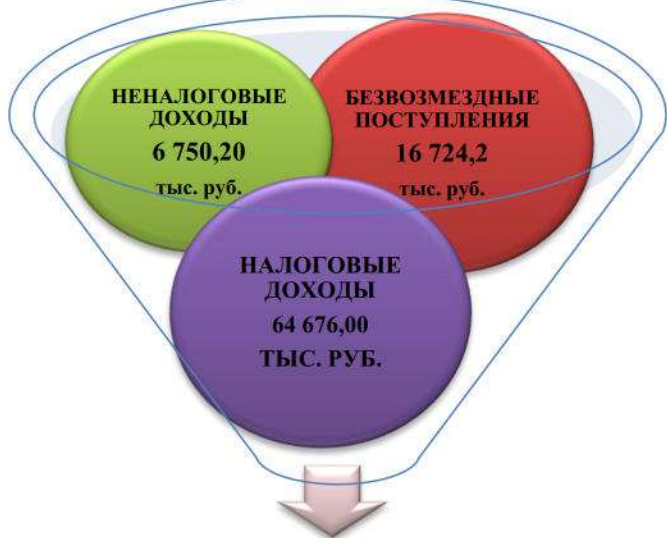 НЕНАЛОГОВЫЕ
ДОХОДЫ
6 750,20
тыс. руб.
БЕЗВОЗМЕЗДНЫЕ
ПОСТУПЛЕНИЯ
16 724,2
тыс. руб.
НАЛОГОВЫЕ
ДОХОДЫ
64 676,00
ТЫС. РУБ.